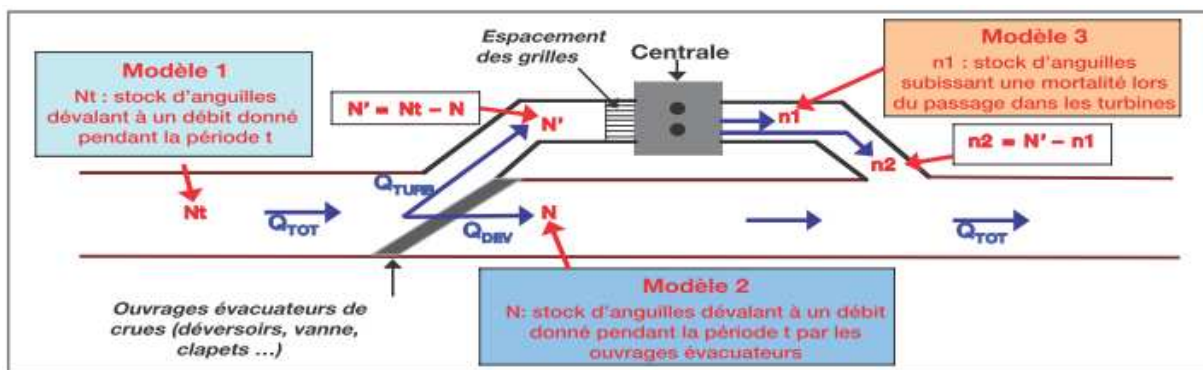 Espacement
des grilles
Centrale
Modèle 1
Nt : stock d'anguilles
dévalant à un débit donné
pendant la période t
N' = Nt – N
N'
n1
Modèle 3
n1 : stock d'anguilles
subissant une mortalité lors
du passage dans les turbines
n2 = N' – n1
n2
QTURB
Nt
QTOT
QDEV
N
QTOT
Ouvrages évacuateurs de
crues (déversoirs, vanne,
clapets ...)
Modèle 2
N: stock d'anguilles dévalant à un débit
donné pendant la période t par les
ouvrages évacuateurs